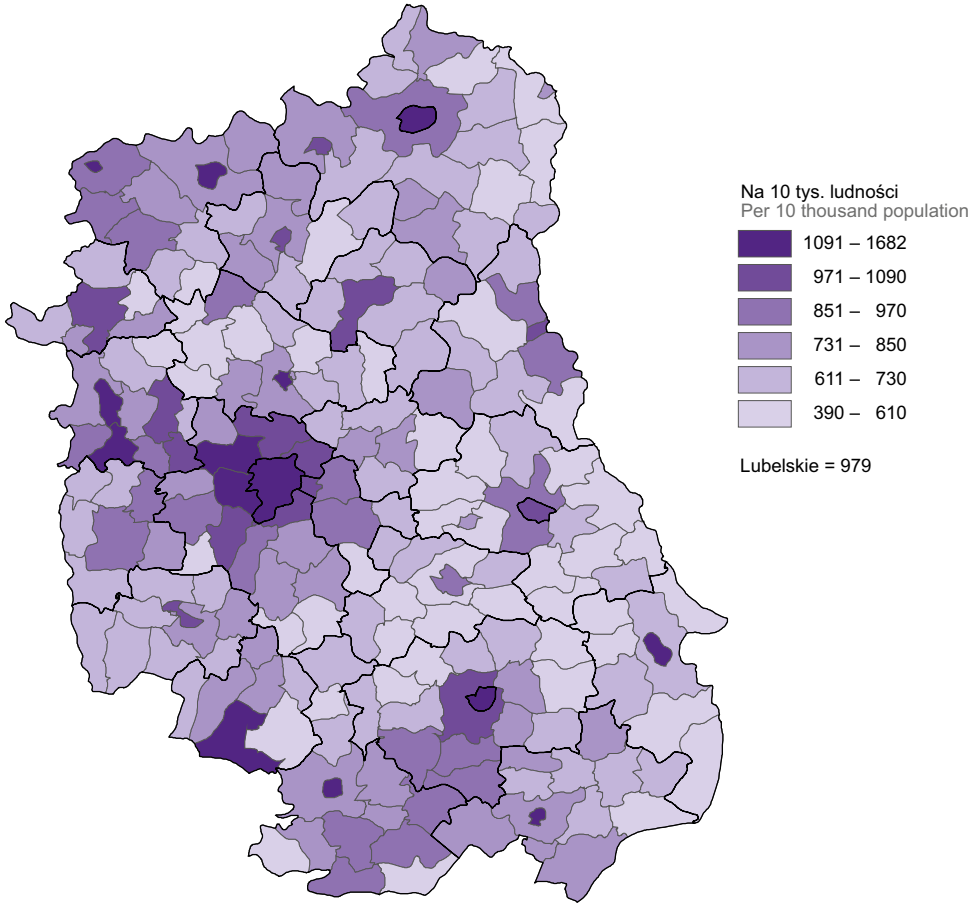 Na 10 tys. ludności
Per 10 thousand population
1091 – 1682
971 – 1090
851 – 970
731 – 850
611 – 730
390 – 610
Lubelskie = 979